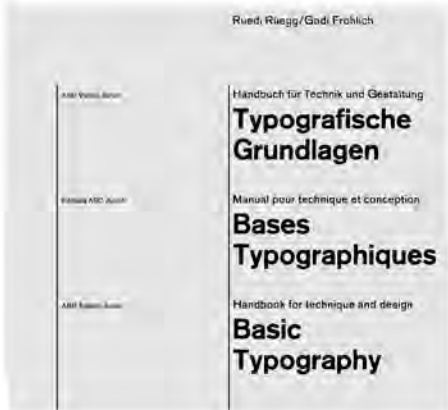 Ruedi Rüegg/Godi Fröhlich
Handbuch für Technik und Gestaltung
Typografische
Grundlagen
Manual pour technique et conception
Bases
Typographiques
Handbook for technique and design
Basic
Typography